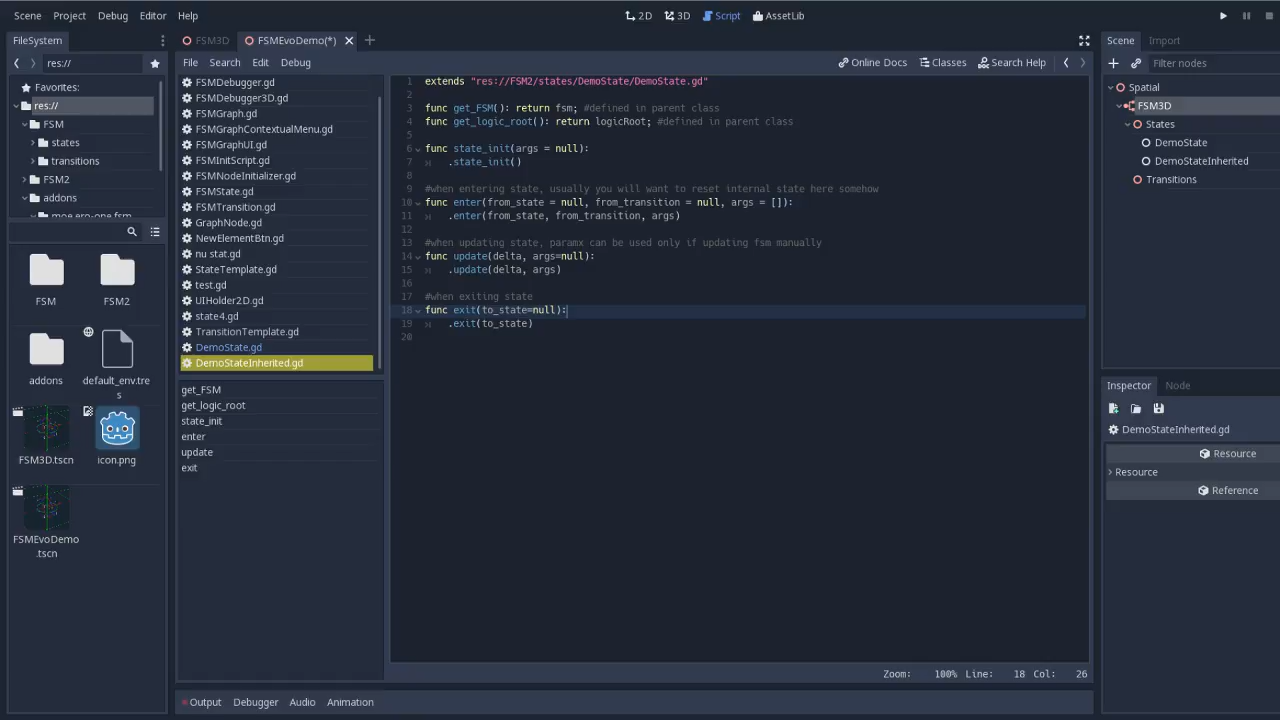 Scene Project Debug Editor Help
2D 3D Script AssetLib
FileSystem
FSM3D FSMEvoDemo(*)
Scene Import
res://
File Search Edit Debug
Online Docs Classes Search Help
Filter nodes
Favorites:
res://
FSM
states
transitions
FSM2
addons
FSM
FSM2
addons
default_env.tre
s
FSM3D.tscn
icon.png
FSMEvoDemo
.tscn
FSMDebugger.gd
FSMDebugger3D.gd
FSMGraph.gd
FSMGraphContextualMenu.gd
FSMGraphUI.gd
FSMInitScript.gd
FSMNodeInitializer.gd
FSMState.gd
FSMTransition.gd
GraphNode.gd
NewElementBtn.gd
nu stat.gd
StateTemplate.gd
test.gd
UIHolder2D.gd
state4.gd
TransitionTemplate.gd
DemoState.gd
DemoStateInherited.gd
get_FSM
get_logic_root
state_init
enter
update
exit
1 extends "res://FSM2/states/DemoState/DemoState.gd"
2
3 func get_FSM(): return fsm; #defined in parent class
4 func get_logic_root(): return logicRoot; #defined in parent class
5
6 func state_init(args = null):
7 .state_init()
8
9 #when entering state, usually you will want to reset internal state here somehow
10 func enter(from_state = null, from_transition = null, args = []):
11 .enter(from_state, from_transition, args)
12
13 #when updating state, paramx can be used only if updating fsm manually
14 func update(delta, args=null):
15 .update(delta, args)
16
17 #when exiting state
18 func exit(to_state=null):
19 .exit(to_state)
20
Zoom: 100% Line: 18 Col: 26
Output Debugger Audio Animation
Spatial
FSM3D
States
DemoState
DemoStateInherited
Transitions
Inspector Node
DemoStateInherited.gd
Resource
Resource
Reference